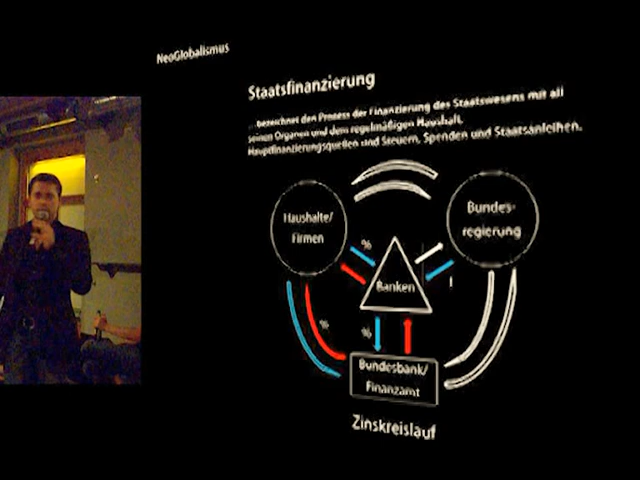 NeoGlobalismus
Staatsfinanzierung
...bezeichnet den Prozess der Finanzierung des Staatswesens mit all
seinen Organen und dem regelmäßigen Haushalt.
Hauptfinanzierungsquellen sind Steuern, Spenden und Staatsanleihen.
Haushalte/
Firmen
Bundes-
regierung
%
Banken
%
%
Bundesbank/
Finanzamt
Zinskreislauf